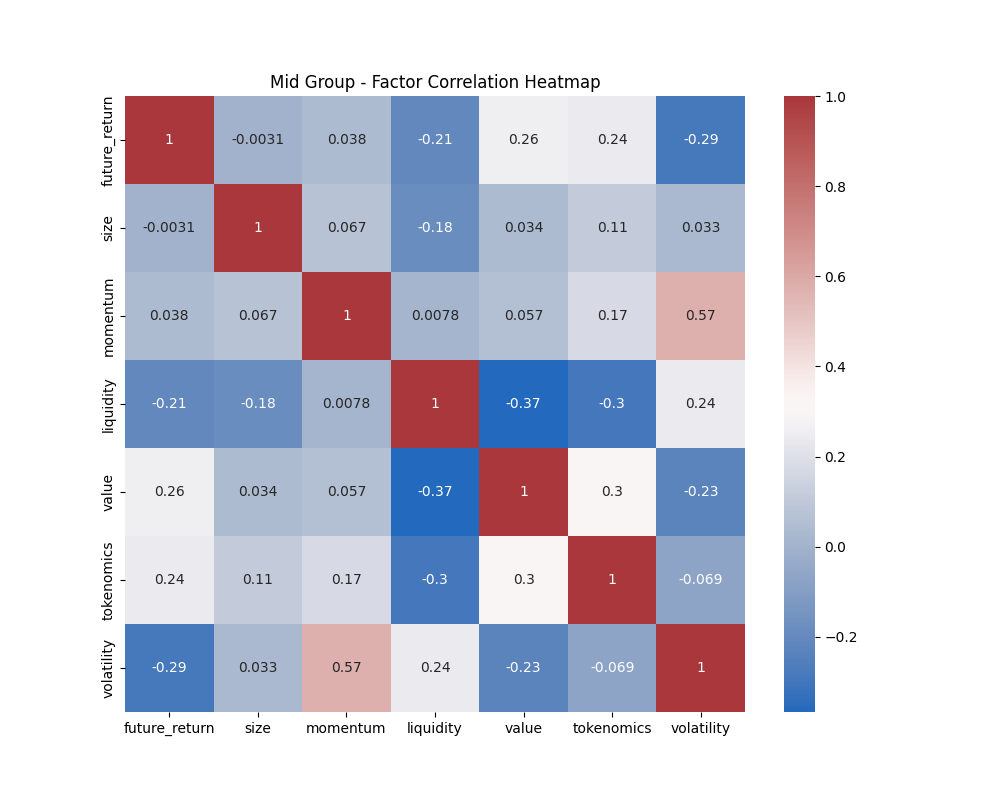 Mid Group - Factor Correlation Heatmap
future_return 1 -0.0031 0.038 -0.21 0.26 0.24 -0.29
size -0.0031 1 0.067 -0.18 0.034 0.11 0.033
momentum 0.038 0.067 1 0.0078 0.057 0.17 0.57
liquidity -0.21 -0.18 0.0078 1 -0.37 -0.3 0.24
value 0.26 0.034 0.057 -0.37 1 0.3 -0.23
tokenomics 0.24 0.11 0.17 -0.3 0.3 1 -0.069
volatility -0.29 0.033 0.57 0.24 -0.23 -0.069 1
future_return size momentum liquidity value tokenomics volatility
1.0
0.8
0.6
0.4
0.2
0.0
−0.2